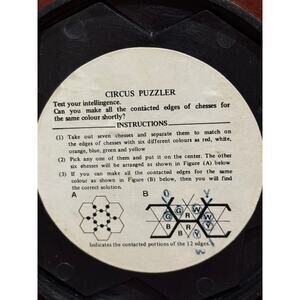 CIRCUS PUZZLER
Test your intellingence.
Can you make all the contacted edges of chesses for
the same colour shortly?
INSTRUCTIONS
(1) Take out seven chesses and separate them to match on
the edges of chesses with six different colours as red, white,
orange, blue, green and yellow
(2) Pick any one of them and put it on the center. The other
six chesses will be arranged as shown in Figure (A) below
(3) If you can make all the contacted edges for the same
colour as shown in Figure (B) below, then you will find
the correct solution.
A B O Y
G G W W
B B R R Y
Indicates the contacted portions of the 12 edges.